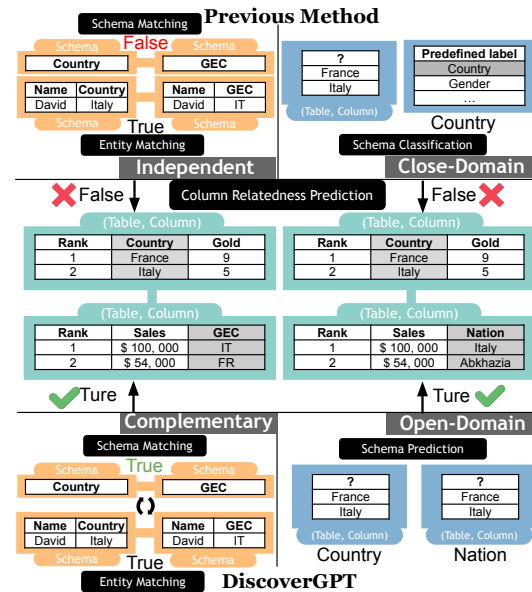 Previous Method
Schema Matching
Schema False Schema
Country GEC
Name Country Name GEC
David Italy David IT
Schema True Schema
Entity Matching
Independent
?
France
Italy
(Table, Column)
Predefined label
Country
Gender
...
Country
Schema Classification
Close-Domain
False Column Relatedness Prediction False
(Table, Column) (Table, Column)
Rank Country Gold Rank Country Gold
1 France 9 1 France 9
2 Italy 5 2 Italy 5
(Table, Column) (Table, Column)
Rank Sales GEC Rank Sales Nation
1 $ 100, 000 IT 1 $ 100, 000 Italy
2 $ 54, 000 FR 2 $ 54, 000 Abkhazia
Ture Ture
Complementary
Schema Matching
Schema True Schema
Country GEC
Name Country Name GEC
David Italy David IT
Schema True Schema
Entity Matching
Open-Domain
Schema Prediction
? ?
France France
Italy Italy
(Table, Column) (Table, Column)
Country Nation
DiscoverGPT